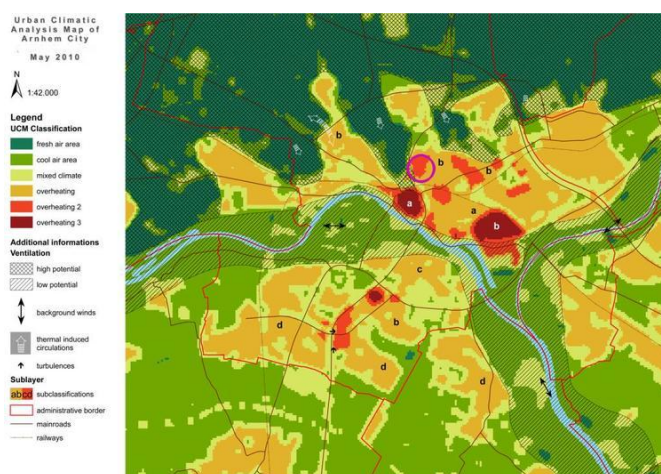 Urban Climatic
Analysis Map of
Arnhem City
May 2010
N
1:42.000
Legend
UCM Classification
fresh air area
cool air area
mixed climate
overheating
overheating 2
overheating 3
Additional informations
Ventilation
high potential
low potential
background winds
thermal induced
circulations
turbulences
Sublayer
abcd subclassifications
administrative border
mainroads
railways
b
b
b
a
a
b
c
d
b
d
d